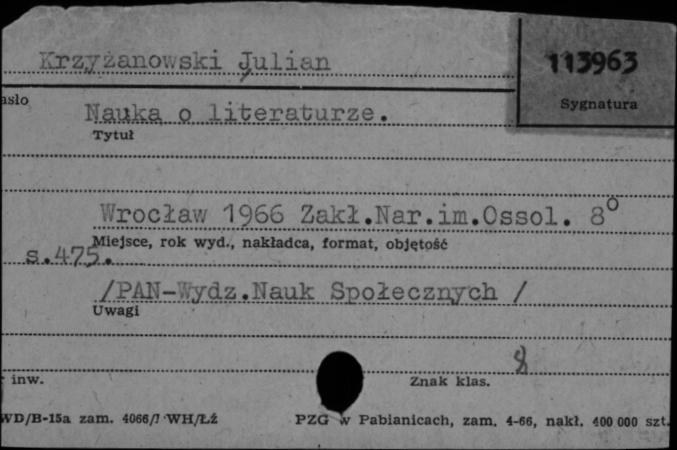 Krzyżanowski Julian
113963
Sygnatura
asło
Nauka o literaturze.
Tytuł
Wrocław 1966 Zakł.Nar.im.Ossol. 8°
Miejsce, rok wyd., nakładca, format, objętość
s.475.
/PAN-Wydz.Nauk Społecznych /
Uwagi
8
inw.
Znak klas.
WD/B-15a zam. 4066/ WH/Łź
PZG w Pabianicach, zam. 4-66, nakł. 400 000 szt.